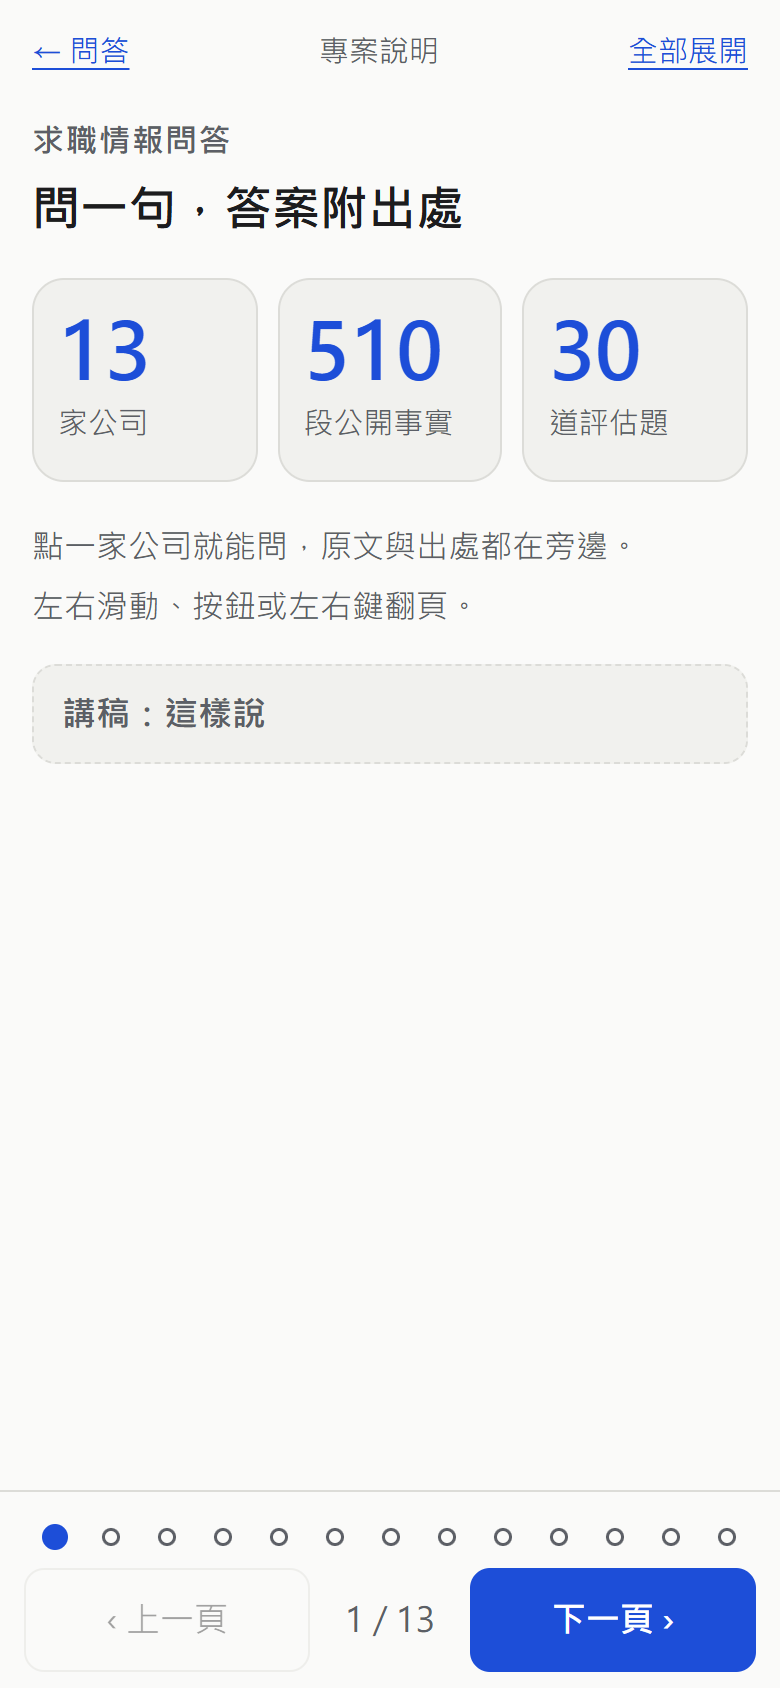 ← 問答
專案說明
全部展開
求職情報問答
問一句，答案附出處
13
家公司
510
段公開事實
30
道評估題
點一家公司就能問，原文與出處都在旁邊。
左右滑動、按鈕或左右鍵翻頁。
講稿：這樣說
‹ 上一頁
1 / 13
下一頁 ›